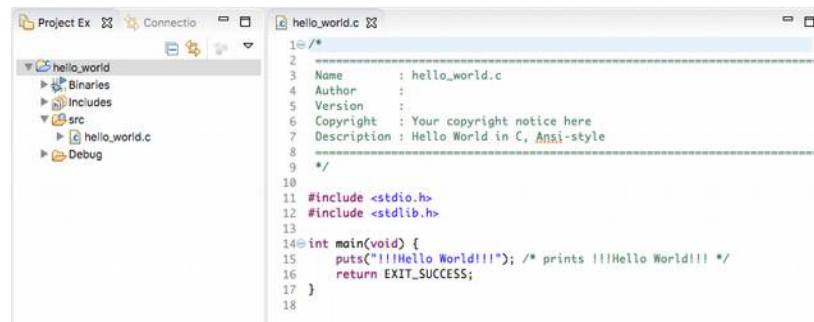 Project Ex
Connectio
hello_world
Binaries
Includes
src
hello_world.c
Debug
hello_world.c
1 /*
2 ============================================================================
3 Name : hello_world.c
4 Author :
5 Version :
6 Copyright : Your copyright notice here
7 Description : Hello World in C, Ansi-style
8 ============================================================================
9 */
10
11 #include <stdio.h>
12 #include <stdlib.h>
13
14 int main(void) {
15 puts("!!!Hello World!!!"); /* prints !!!Hello World!!! */
16 return EXIT_SUCCESS;
17 }
18